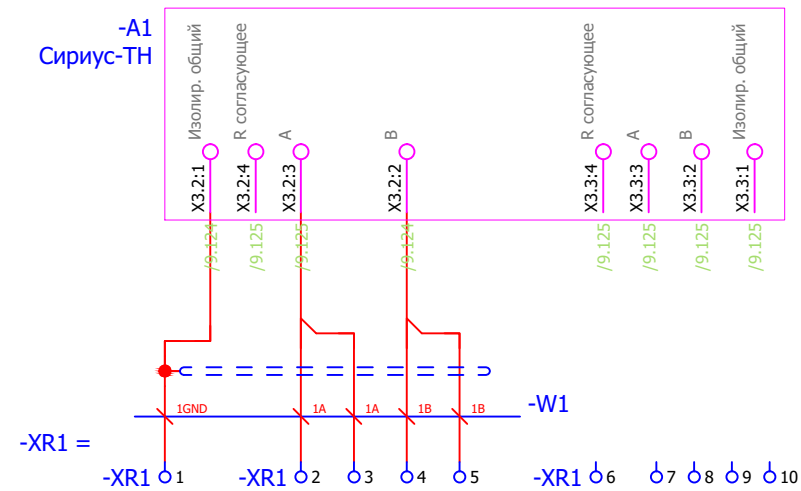 -A1
Сириус-ТН
Изолир. общий
R согласующее
A
B
R согласующее
A
B
Изолир. общий
X3.2:1
X3.2:4
X3.2:3
X3.2:2
X3.3:4
X3.3:3
X3.3:2
X3.3:1
/9.124
/9.125
/9.125
/9.124
/9.125
/9.125
/9.125
/9.125
1GND
1A
1A
1B
1B
-W1
-XR1 =
-XR1 1
-XR1 2
3
4
5
-XR1 6
7
8
9
10